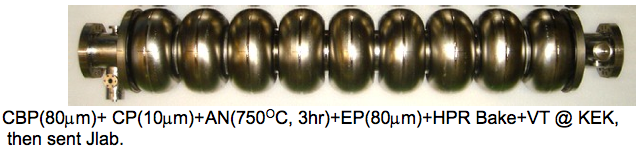 CBP(80μm)+ CP(10μm)+AN(750°C, 3hr)+EP(80μm)+HPR Bake+VT @ KEK,
then sent Jlab.